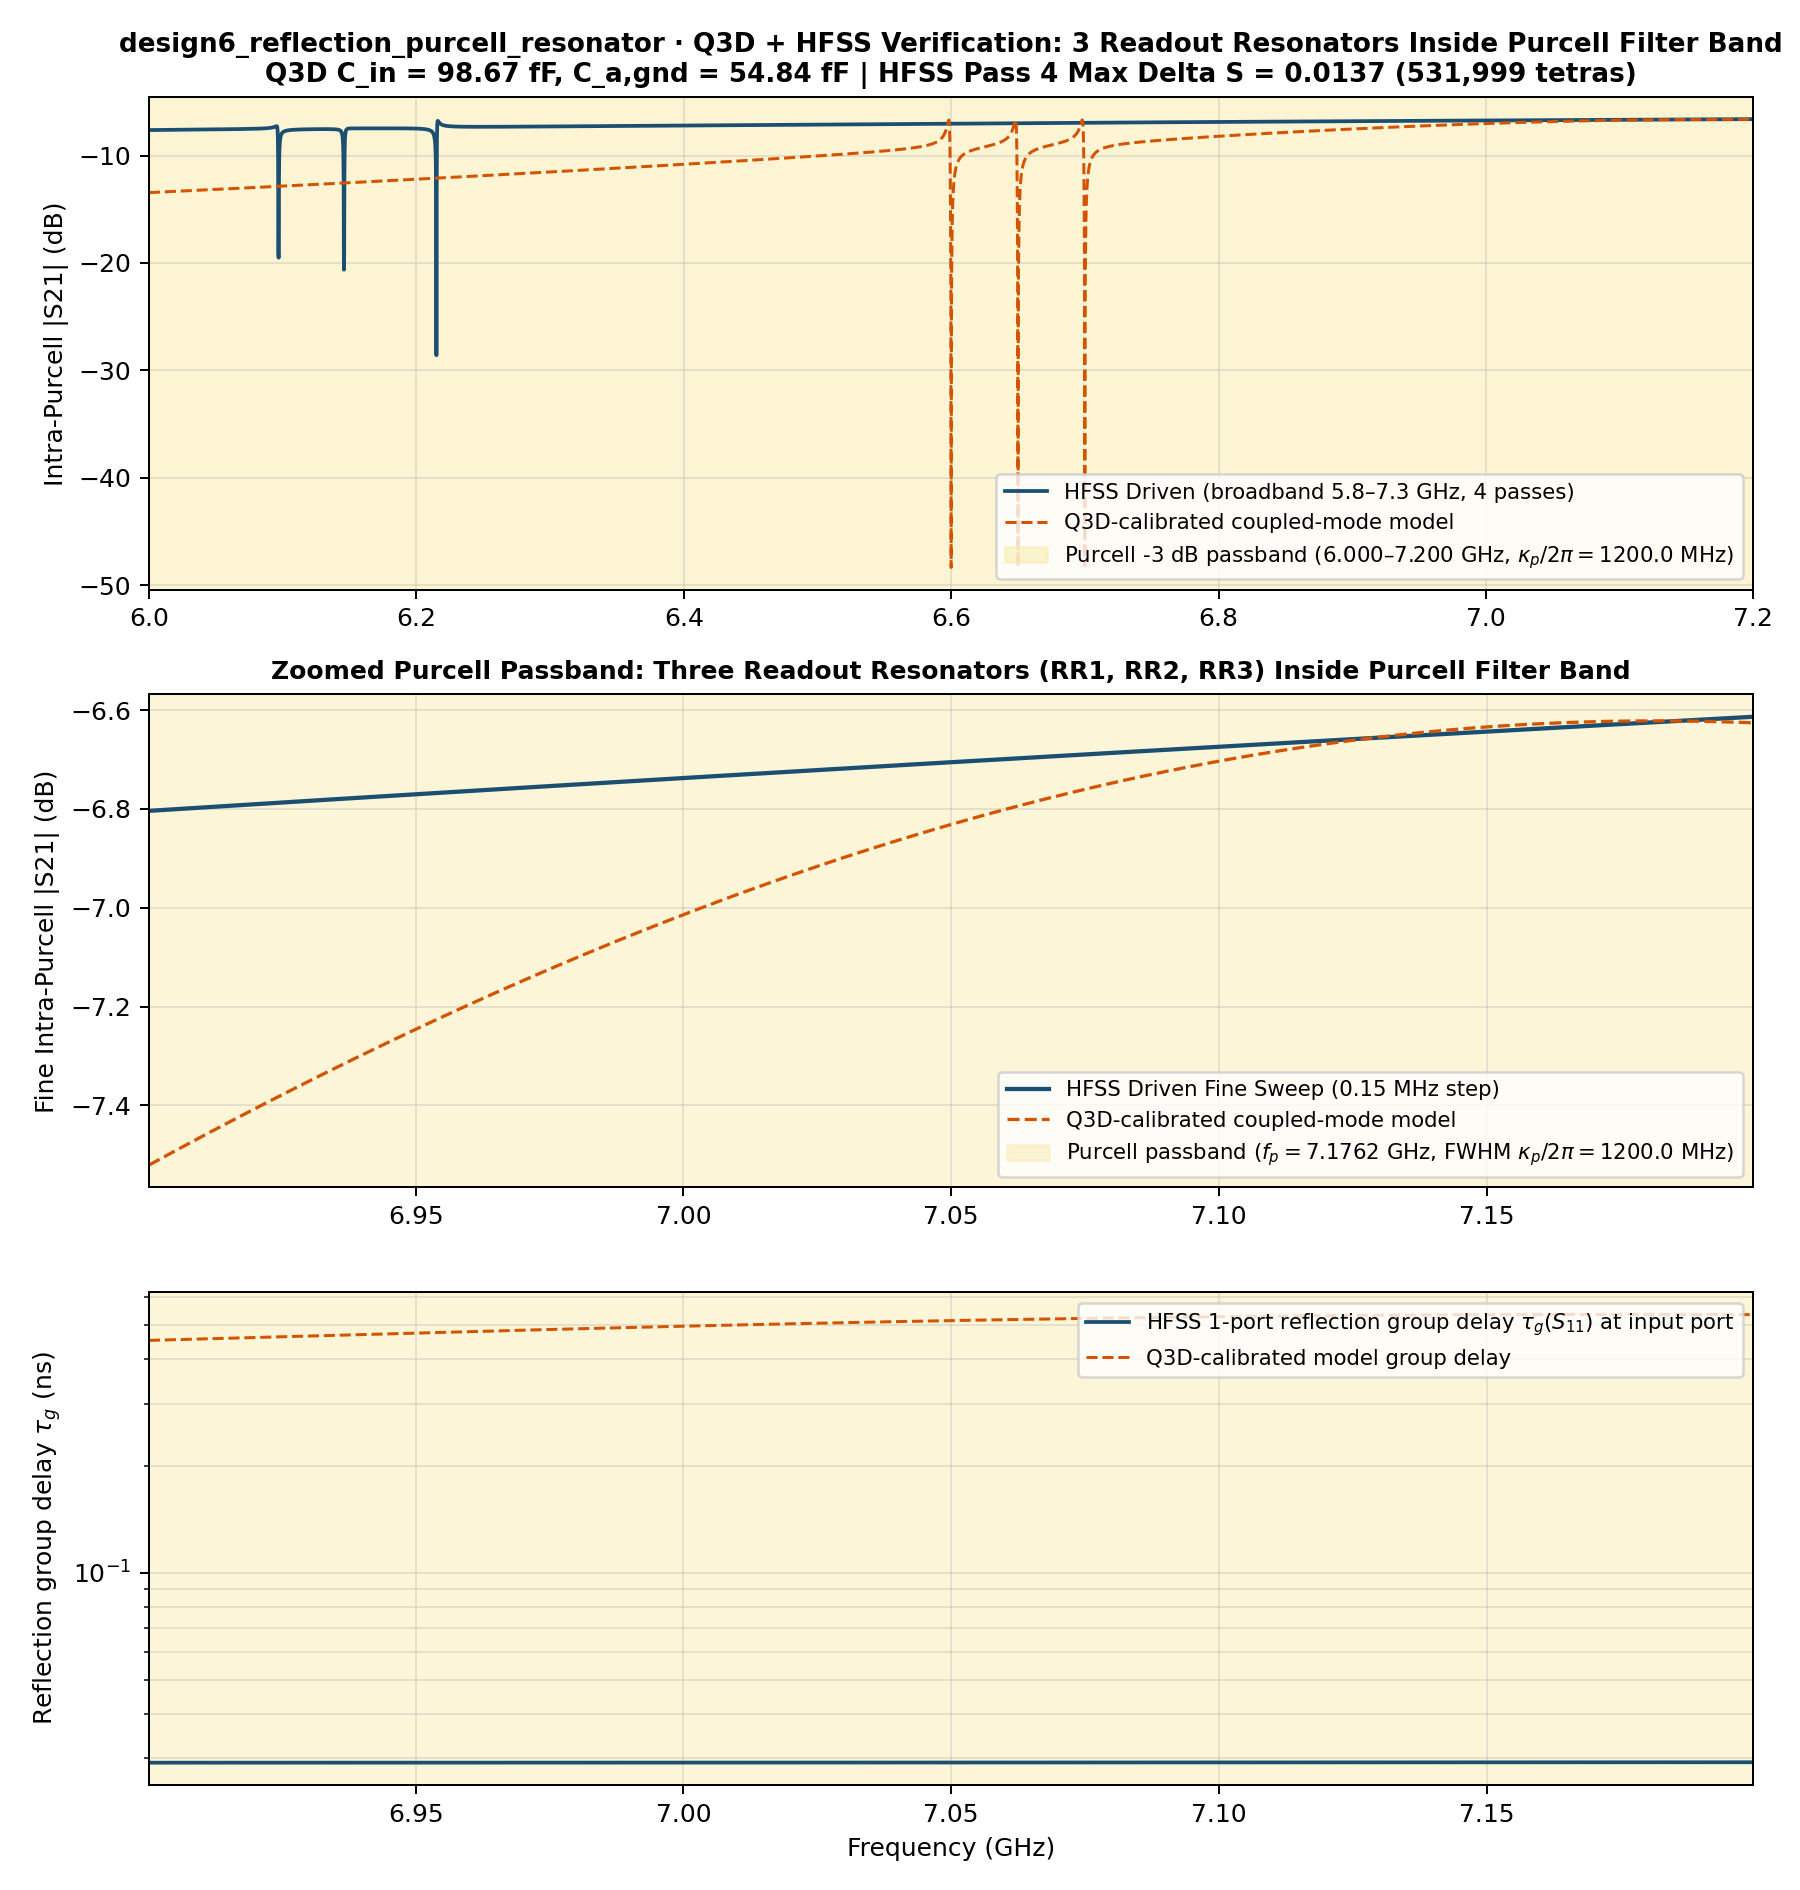 design6_reflection_purcell_resonator · Q3D + HFSS Verification: 3 Readout Resonators Inside Purcell Filter Band
Q3D C_in = 98.67 fF, C_a,gnd = 54.84 fF | HFSS Pass 4 Max Delta S = 0.0137 (531,999 tetras)
Intra-Purcell |S21| (dB)
−10
−20
−30
−40
−50
HFSS Driven (broadband 5.8–7.3 GHz, 4 passes)
Q3D-calibrated coupled-mode model
Purcell -3 dB passband (6.000–7.200 GHz, κp/2π = 1200.0 MHz)
6.0 6.2 6.4 6.6 6.8 7.0 7.2
Zoomed Purcell Passband: Three Readout Resonators (RR1, RR2, RR3) Inside Purcell Filter Band
Fine Intra-Purcell |S21| (dB)
−6.6
−6.8
−7.0
−7.2
−7.4
HFSS Driven Fine Sweep (0.15 MHz step)
Q3D-calibrated coupled-mode model
Purcell passband (fp = 7.1762 GHz, FWHM κp/2π = 1200.0 MHz)
6.95 7.00 7.05 7.10 7.15
Reflection group delay τg (ns)
10−1
HFSS 1-port reflection group delay τg(S11) at input port
Q3D-calibrated model group delay
6.95 7.00 7.05 7.10 7.15
Frequency (GHz)